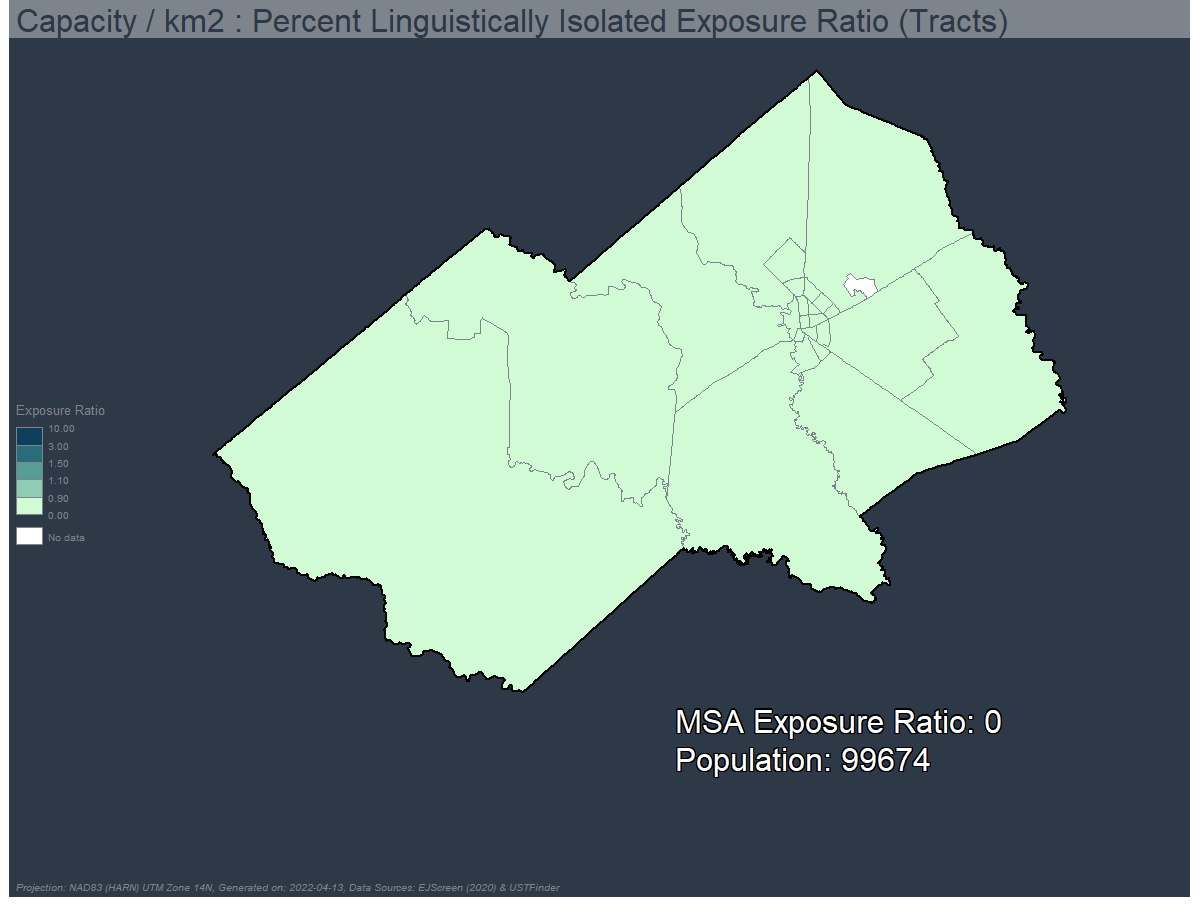 Capacity / km2 : Percent Linguistically Isolated Exposure Ratio (Tracts)
Exposure Ratio
10.00
3.00
1.50
1.10
0.90
0.00
No data
MSA Exposure Ratio: 0
Population: 99674
Projection: NAD83 (HARN) UTM Zone 14N, Generated on: 2022-04-13, Data Sources: EJScreen (2020) & USTFinder